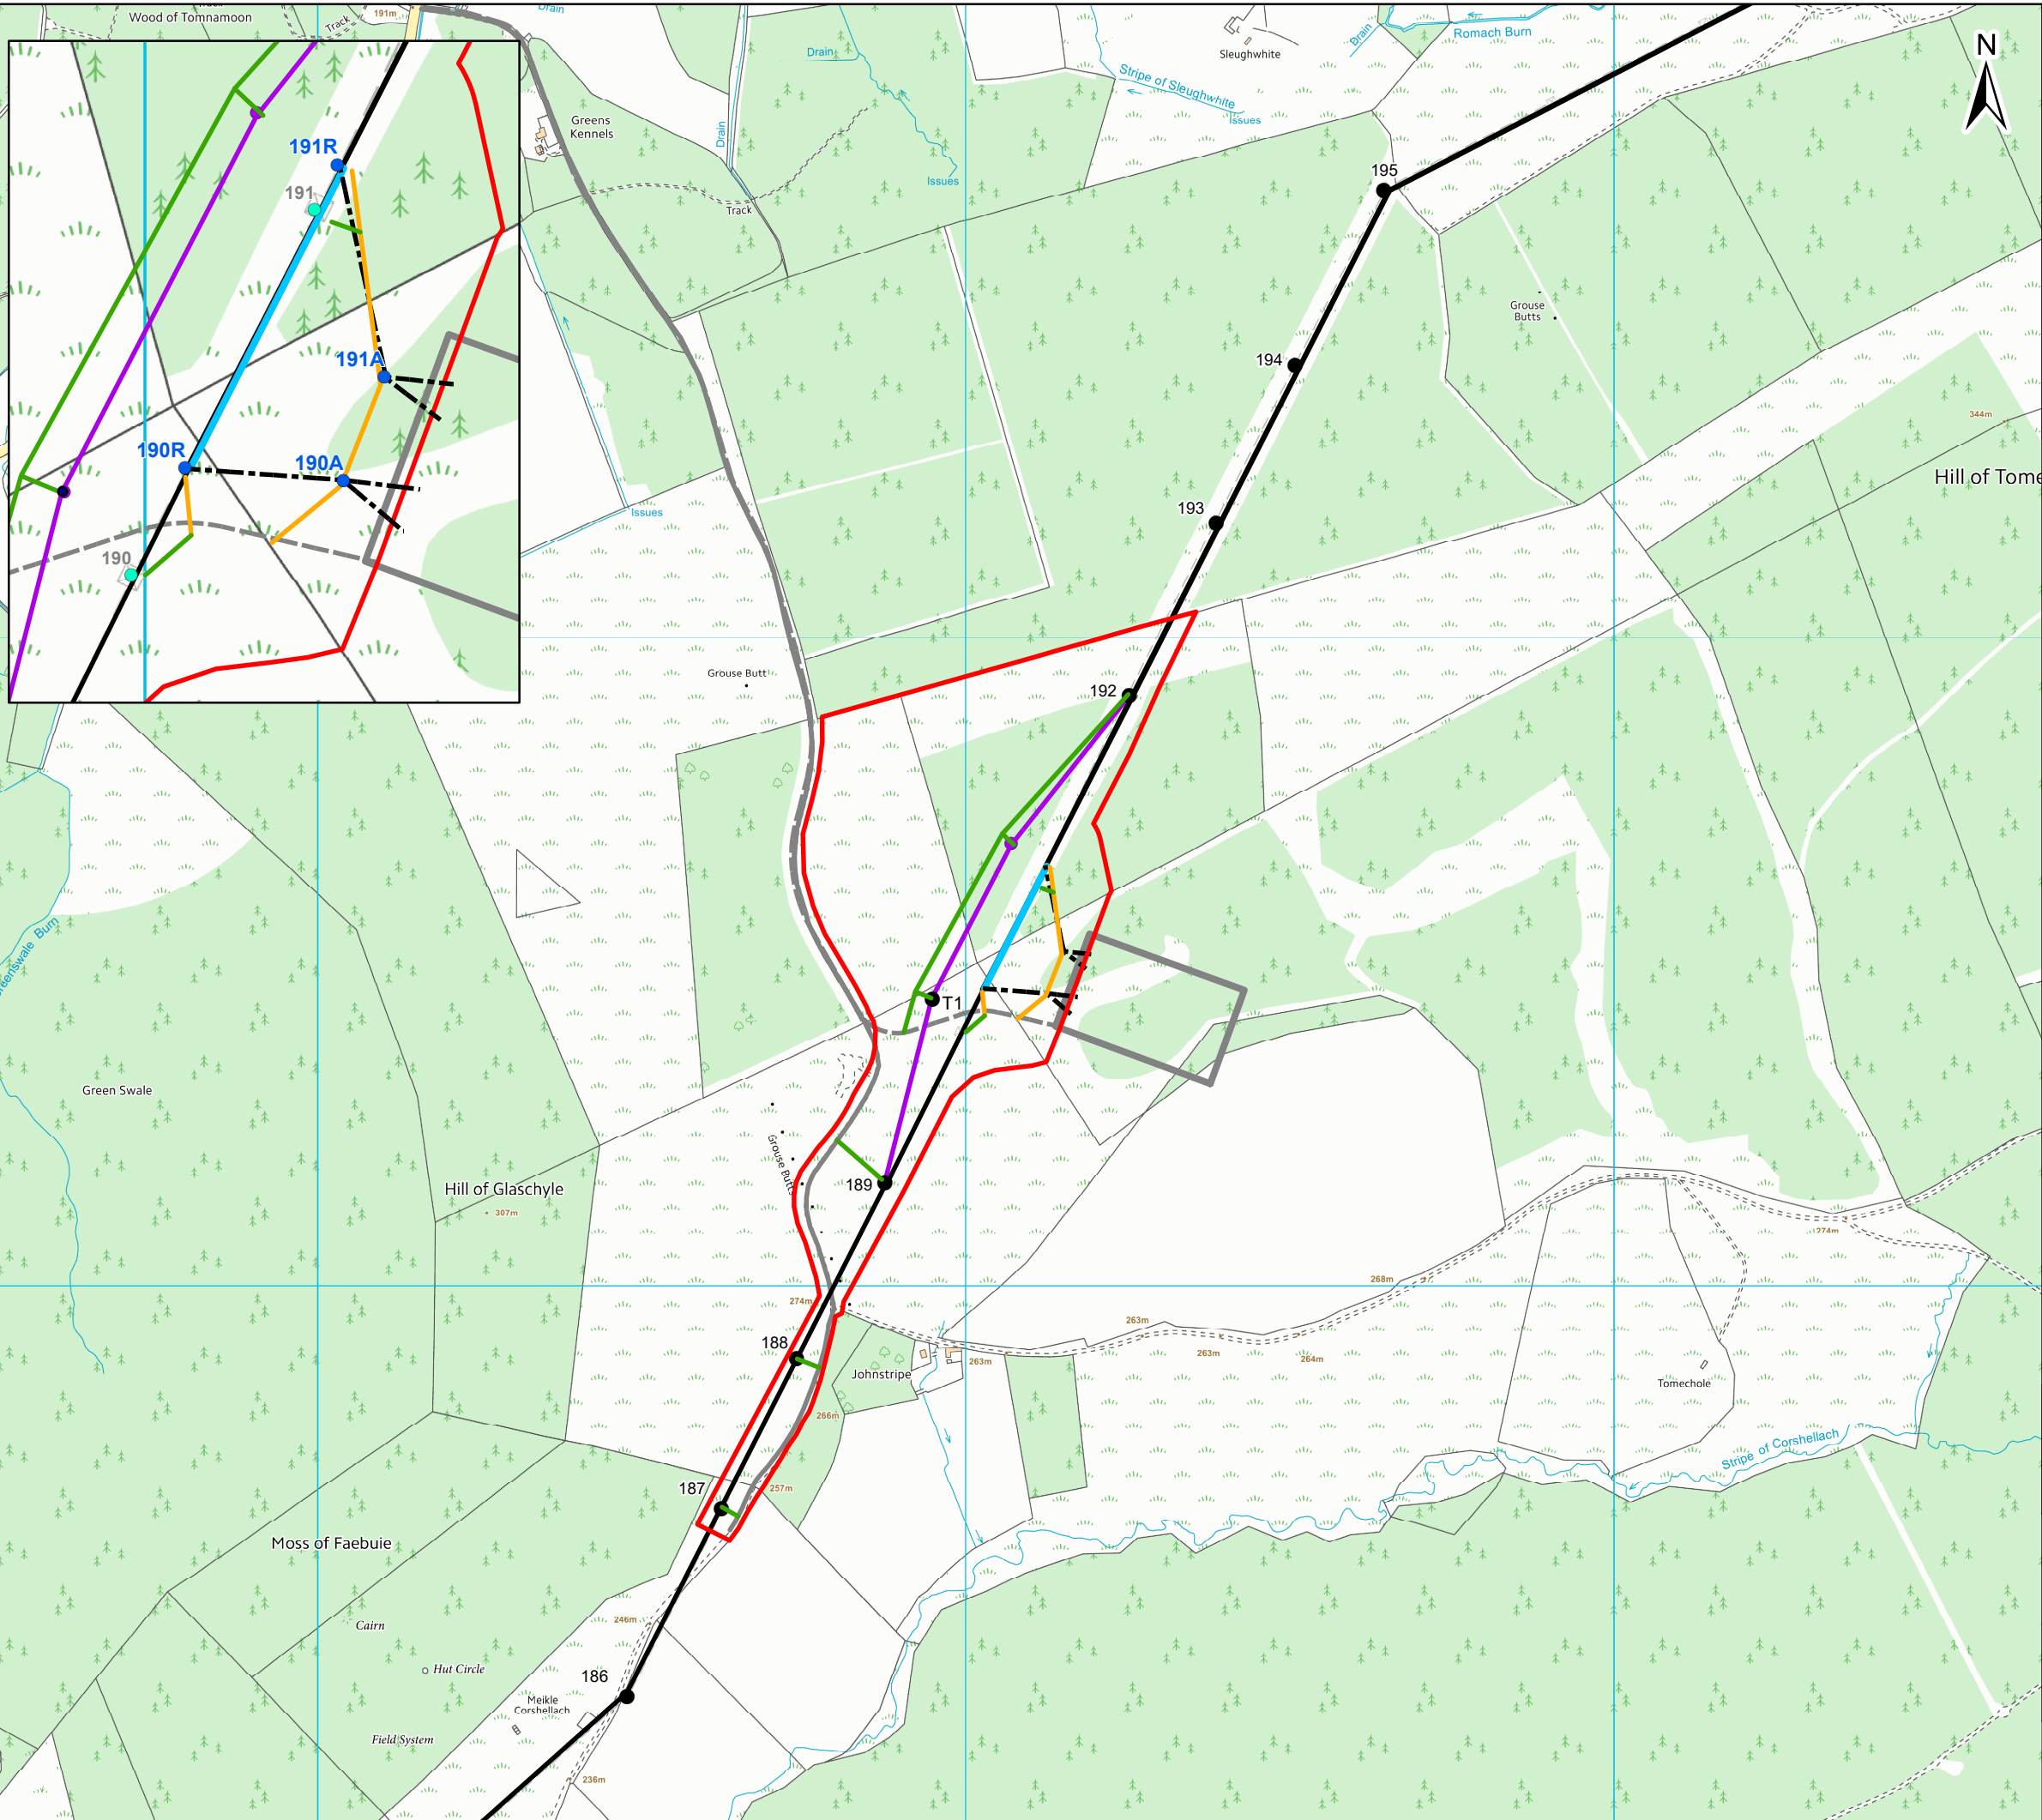 Wood of Tomnamoon
Track
191m
Drain
Drain
Drain
Romach Burn
Sleughwhite
Stripe of Sleughwhite
Issues
N
Greens
Kennels
Drain
Issues
Track
191R
191
191A
190R
190A
190
195
Grouse
Butts
194
344m
Hill of Tome
193
Issues
Grouse Butt
192
T1
Green Swale
Grouse Butts
Hill of Glaschyle
307m
189
274m
268m
274m
263m
188
263m
263m
264m
Johnstripe
Tomechole
266m
Stripe of Corshellach
187
257m
Moss of Faebuie
Cairn
246m
Hut Circle
186
Meikle
Corshellach
Field System
236m